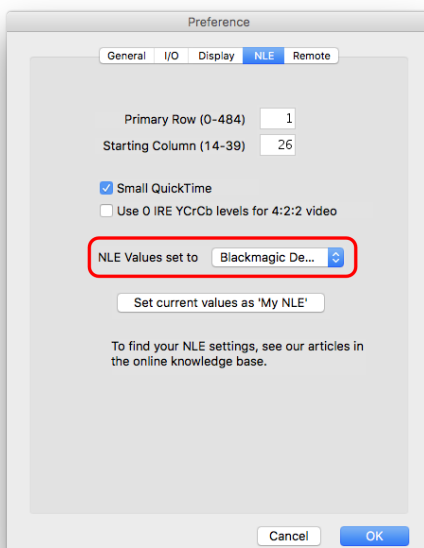 Preference
General I/O Display NLE Remote
Primary Row (0-484) 1
Starting Column (14-39) 26
Small QuickTime
Use 0 IRE YCrCb levels for 4:2:2 video
NLE Values set to Blackmagic De...
Set current values as 'My NLE'
To find your NLE settings, see our articles in
the online knowledge base.
Cancel OK